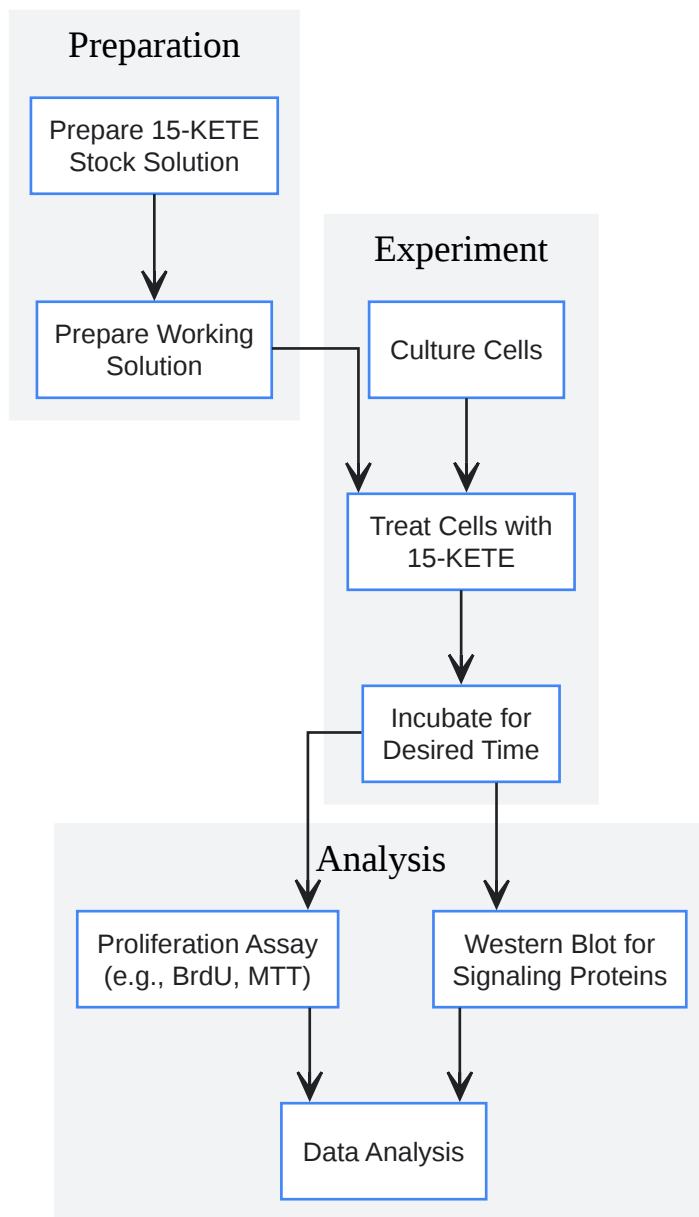 Preparation
Prepare 15-KETE
Stock Solution
Prepare Working
Solution
Experiment
Culture Cells
Treat Cells with
15-KETE
Incubate for
Desired Time
Analysis
Proliferation Assay
(e.g., BrdU, MTT)
Western Blot for
Signaling Proteins
Data Analysis